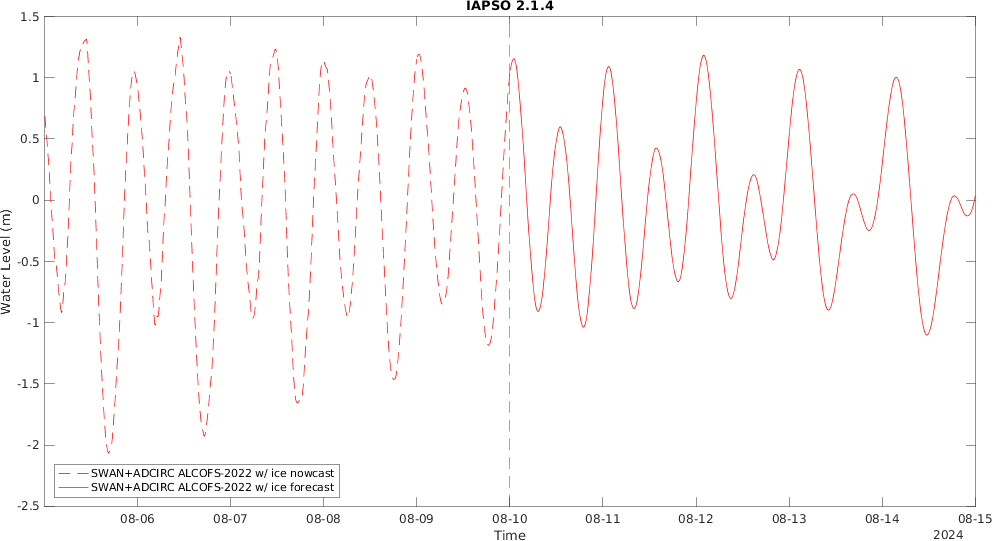 IAPSO 2.1.4
1.5
1
0.5
0
-0.5
-1
-1.5
-2
-2.5
Water Level (m)
SWAN+ADCIRC ALCOFS-2022 w/ ice nowcast
SWAN+ADCIRC ALCOFS-2022 w/ ice forecast
08-06 08-07 08-08 08-09 08-10 08-11 08-12 08-13 08-14 08-15
Time
2024